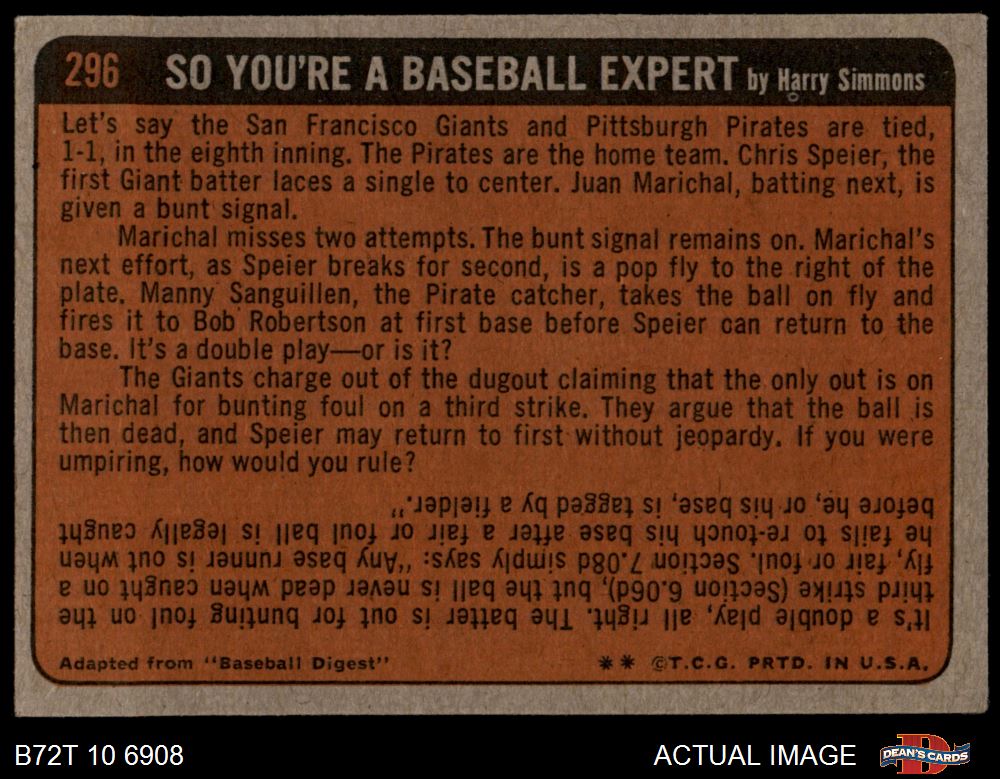 296 SO YOU'RE A BASEBALL EXPERT by Harry Simmons
Let's say the San Francisco Giants and Pittsburgh Pirates are tied,
1-1, in the eighth inning. The Pirates are the home team. Chris Speier, the
first Giant batter laces a single to center. Juan Marichal, batting next, is
given a bunt signal.
Marichal misses two attempts. The bunt signal remains on. Marichal's
next effort, as Speier breaks for second, is a pop fly to the right of the
plate. Manny Sanguillen, the Pirate catcher, takes the ball on fly and
fires it to Bob Robertson at first base before Speier can return to the
base. It's a double play—or is it?
The Giants charge out of the dugout claiming that the only out is on
Marichal for bunting foul on a third strike. They argue that the ball is
then dead, and Speier may return to first without jeopardy. If you were
umpiring, how would you rule?
It's a double play, all right. The batter is out for bunting foul on the
third strike (Section 6.06d), but the ball is never dead when caught on a
fly, fair or foul. Section 7.08d simply says: "Any base runner is out when
he fails to re-touch his base after a fair or foul ball is legally caught
before he, or his base, is tagged by a fielder."
Adapted from "Baseball Digest" ** ©T.C.G. PRTD. IN U.S.A.
B72T 10 6908 ACTUAL IMAGE DEAN'S CARDS